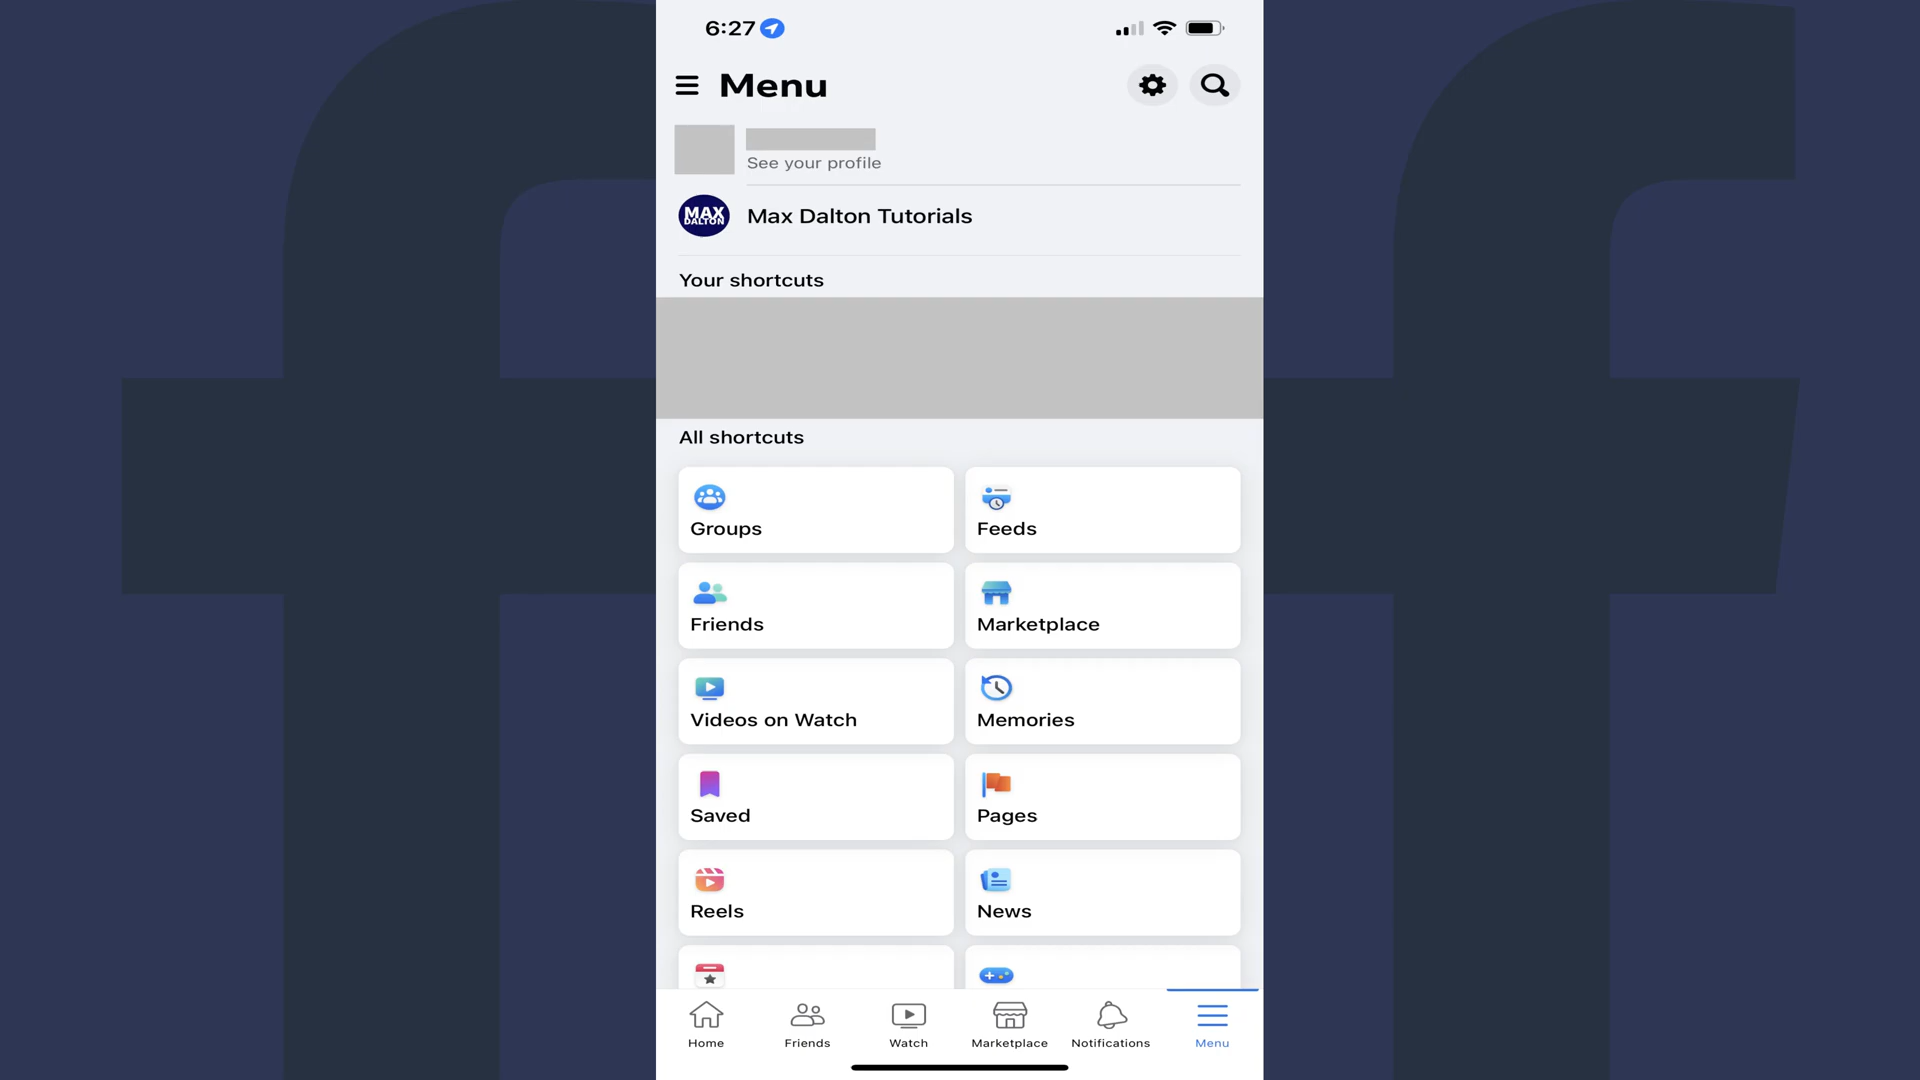 6:27
Menu
See your profile
MAX
DALTON
Max Dalton Tutorials
Your shortcuts
All shortcuts
Groups
Feeds
Friends
Marketplace
Videos on Watch
Memories
Saved
Pages
Reels
News
Home
Friends
Watch
Marketplace
Notifications
Menu